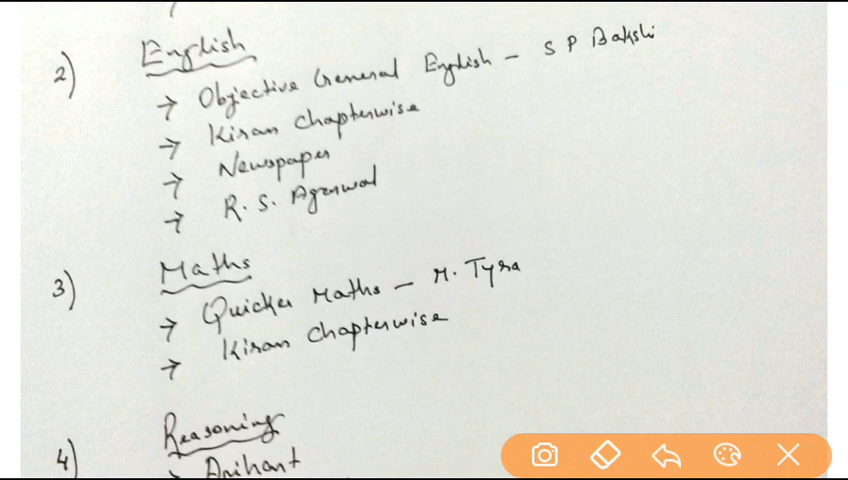 2) English
→ Objective General English - S P Bakshi
→ Kiran Chapterwise
→ Newspaper
→ R. S. Agarwal
3) Maths
→ Quicker Maths - M. Tyra
→ Kiran Chapterwise
4) Reasoning
→ Arihant